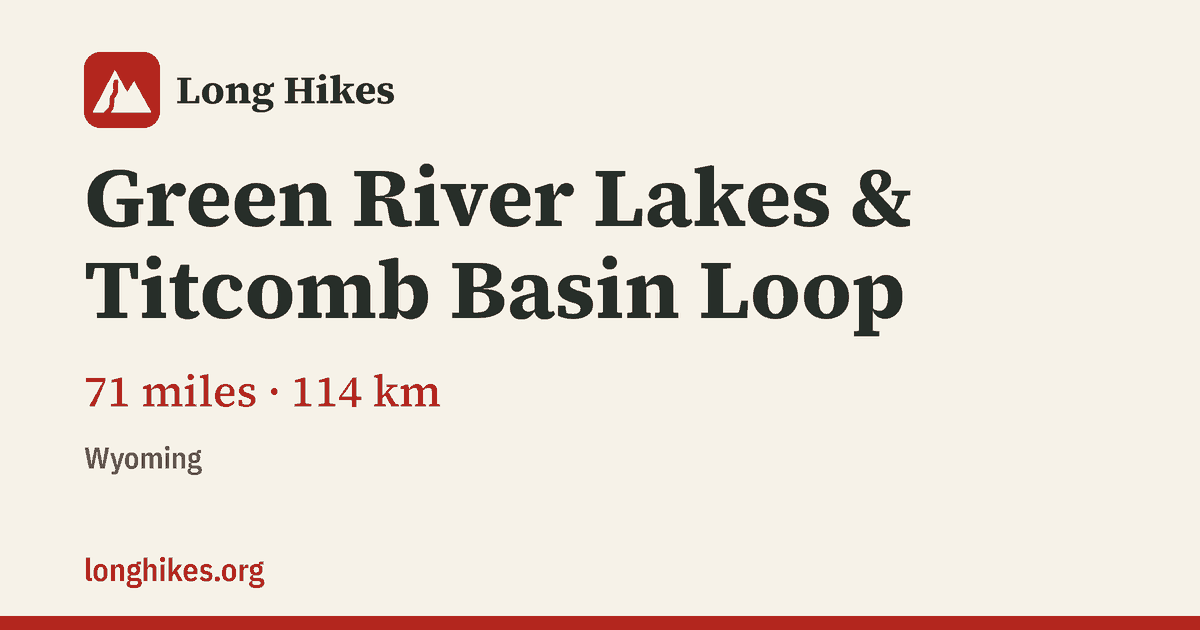 Long Hikes
Green River Lakes &
Titcomb Basin Loop
71 miles · 114 km
Wyoming
longhikes.org